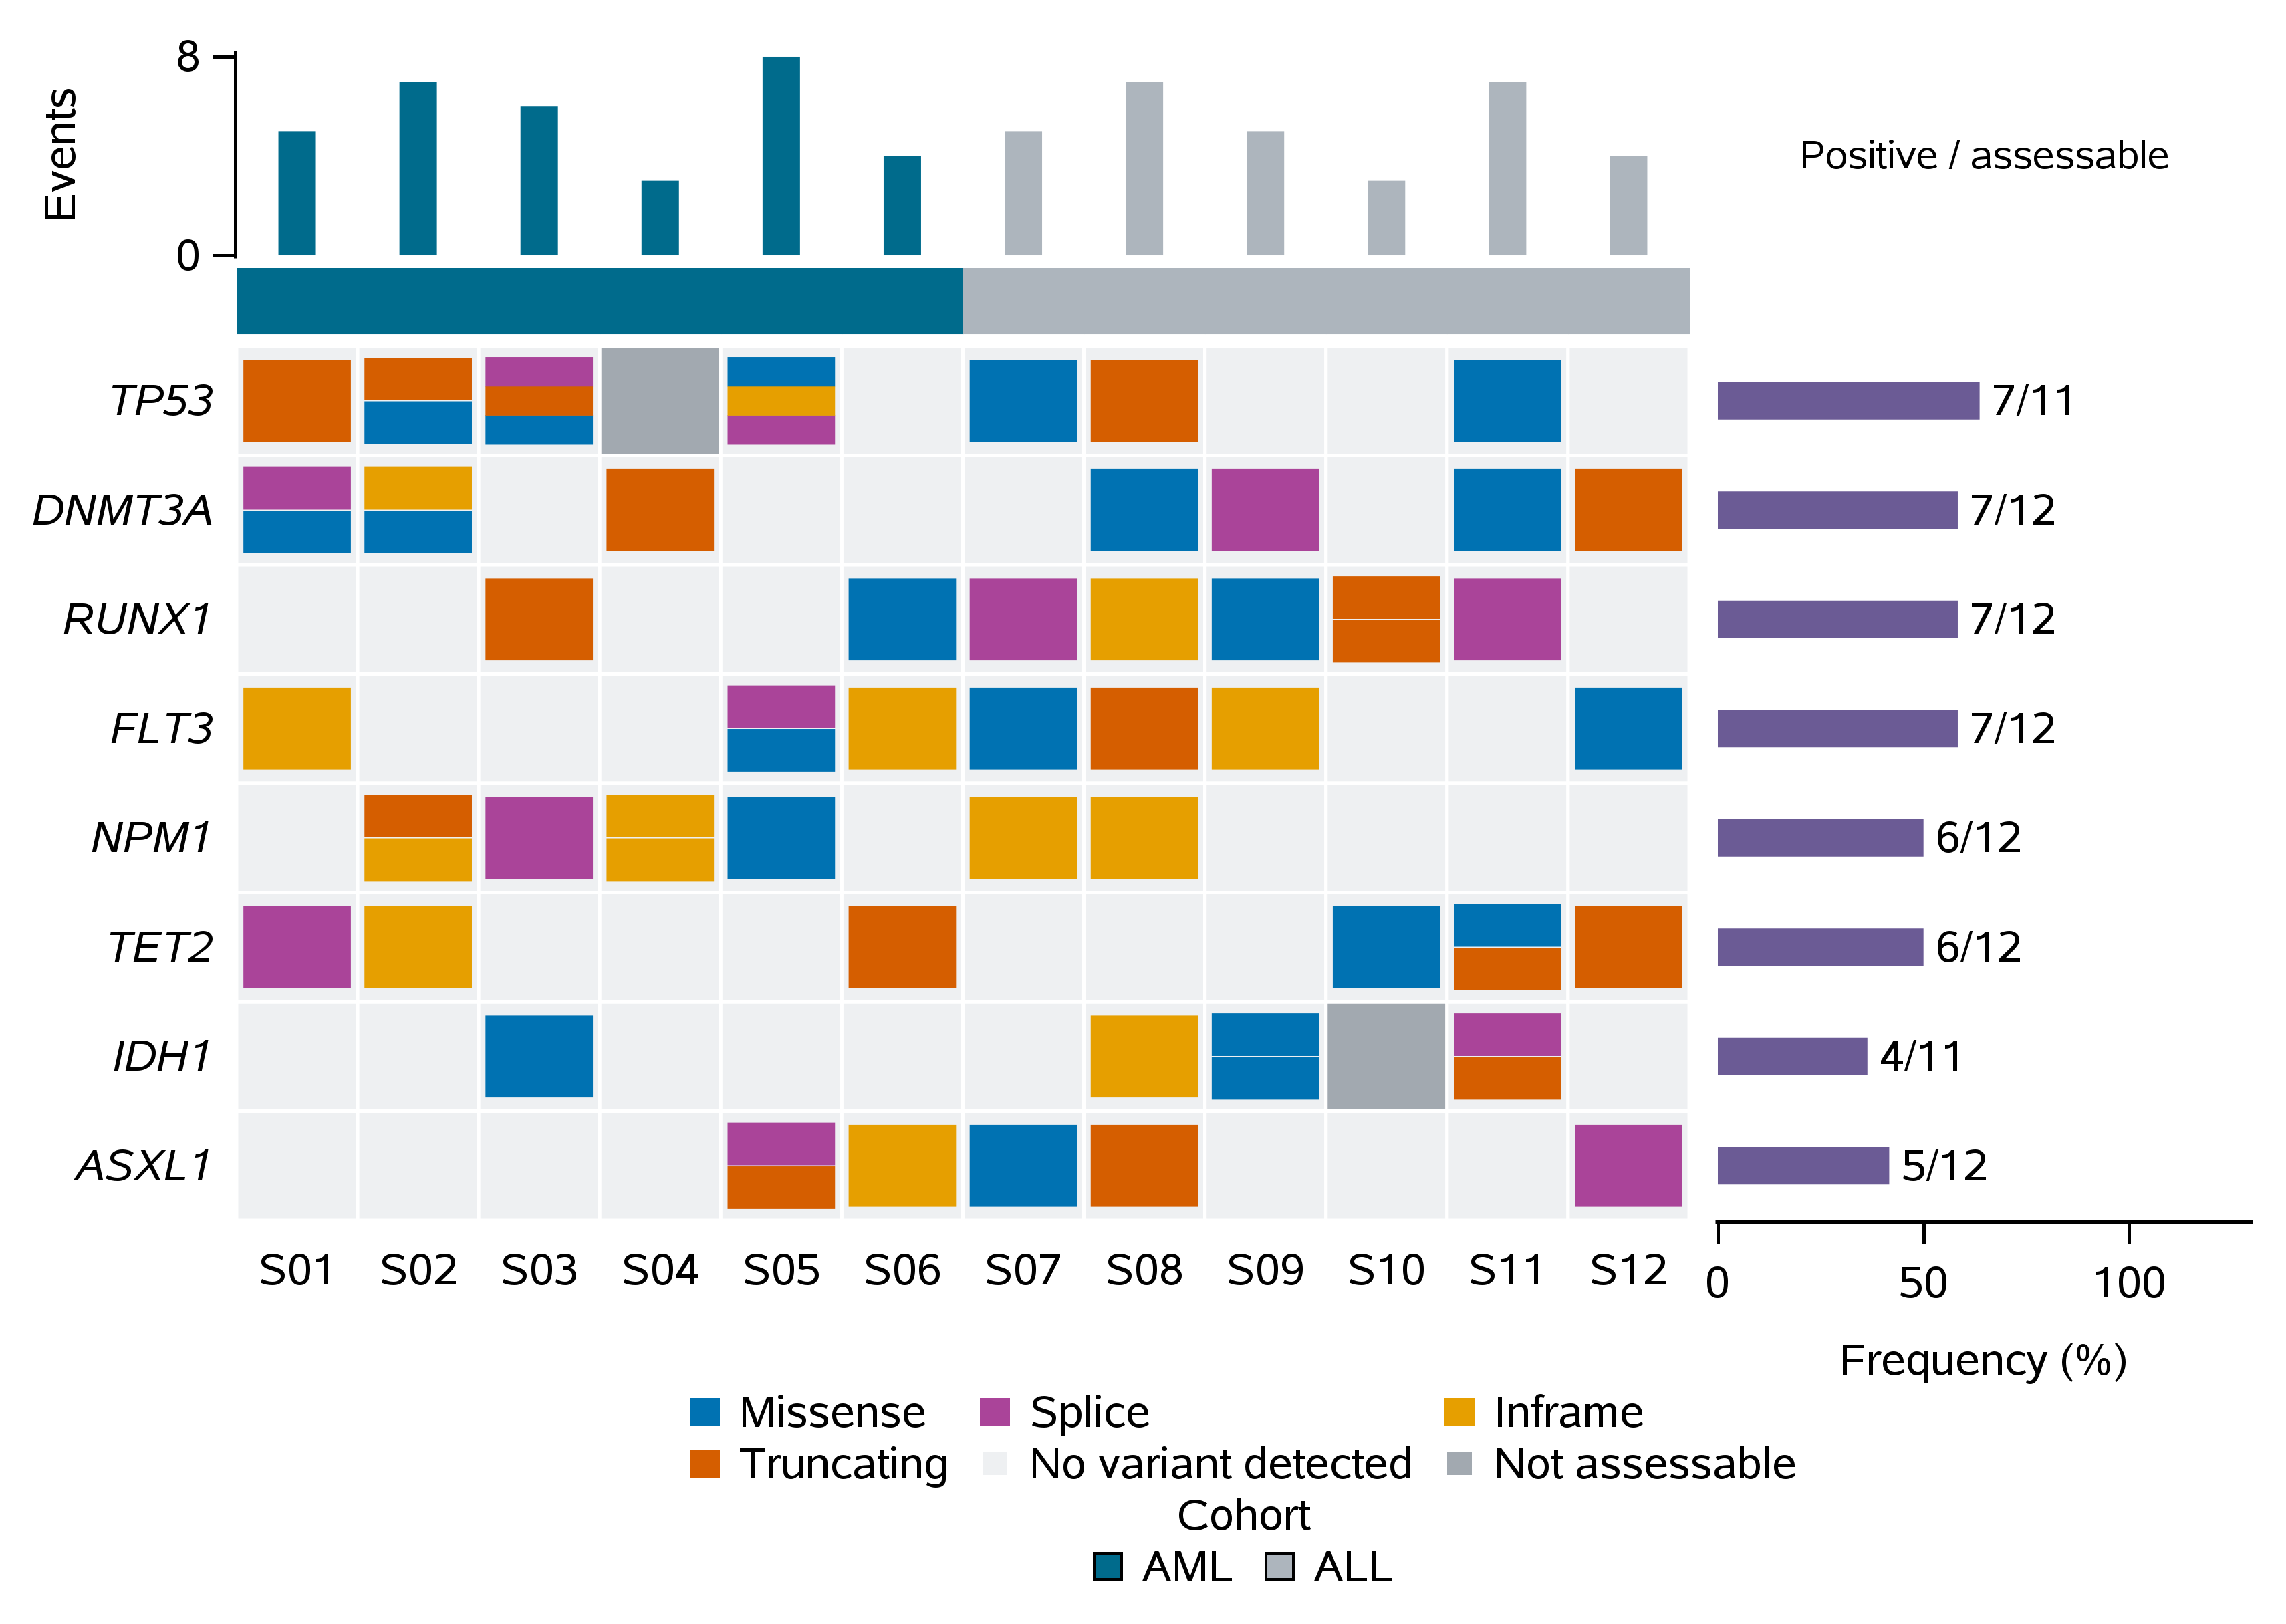 Events
8
0
Positive / assessable
TP53
7/11
DNMT3A
7/12
RUNX1
7/12
FLT3
7/12
NPM1
6/12
TET2
6/12
IDH1
4/11
ASXL1
5/12
S01 S02 S03 S04 S05 S06 S07 S08 S09 S10 S11 S12
0 50 100
Frequency (%)
Missense Splice Inframe
Truncating No variant detected Not assessable
Cohort
AML ALL